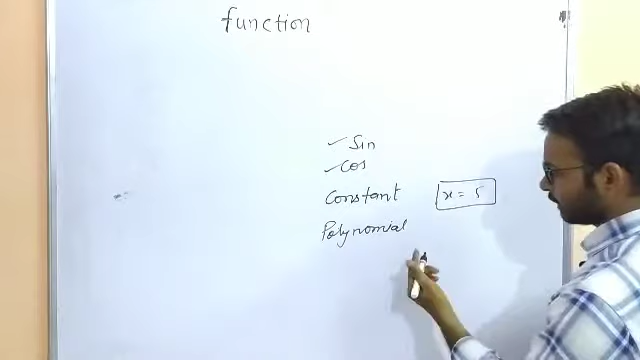 function
Sin
Cos
Constant x = 5
Polynomial